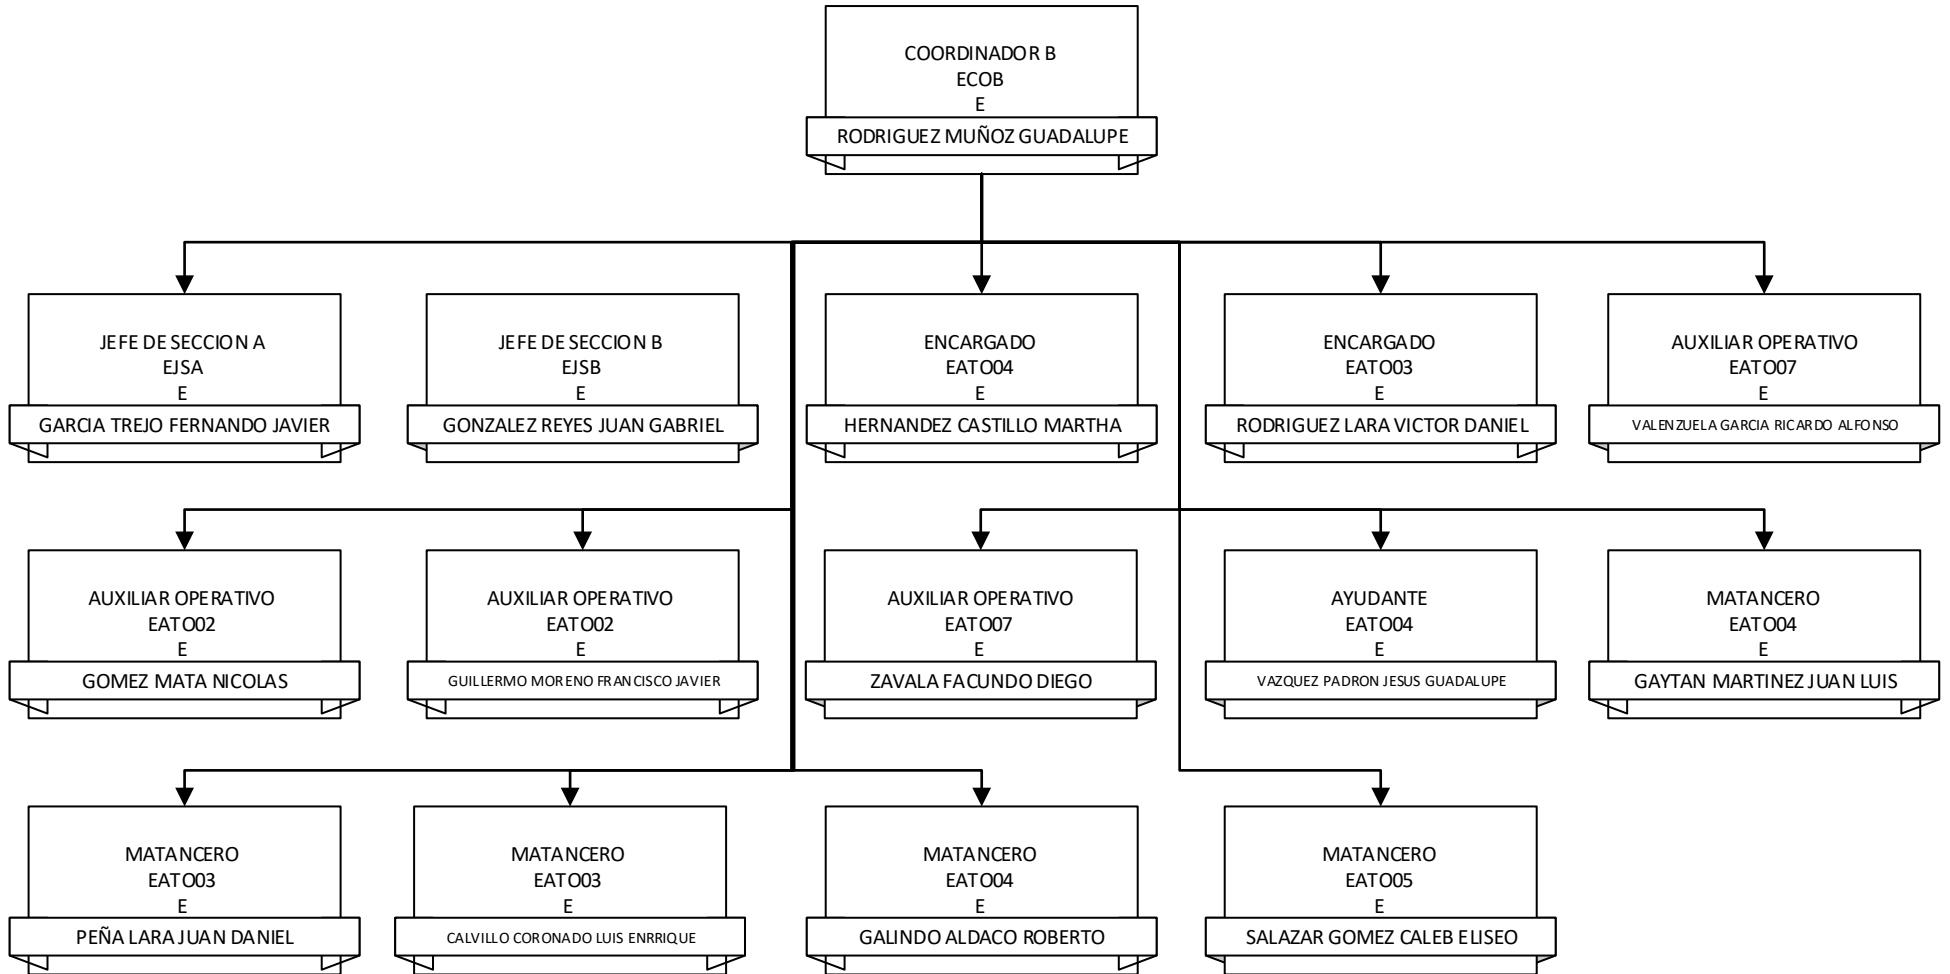 COORDINADOR B
ECOB
E
RODRIGUEZ MUÑOZ GUADALUPE
JEFE DE SECCION A
EJSA
E
GARCIA TREJO FERNANDO JAVIER
JEFE DE SECCION B
EJSB
E
GONZALEZ REYES JUAN GABRIEL
ENCARGADO
EATO04
E
HERNANDEZ CASTILLO MARTHA
ENCARGADO
EATO03
E
RODRIGUEZ LARA VICTOR DANIEL
AUXILIAR OPERATIVO
EATO07
E
VALENZUELA GARCIA RICARDO ALFONSO
AUXILIAR OPERATIVO
EATO02
E
GOMEZ MATA NICOLAS
AUXILIAR OPERATIVO
EATO02
E
GUILLERMO MORENO FRANCISCO JAVIER
AUXILIAR OPERATIVO
EATO07
E
ZAVALA FACUNDO DIEGO
AYUDANTE
EATO04
E
VAZQUEZ PADRON JESUS GUADALUPE
MATANCERO
EATO04
E
GAYTAN MARTINEZ JUAN LUIS
MATANCERO
EATO03
E
PEÑA LARA JUAN DANIEL
MATANCERO
EATO03
E
CALVILLO CORONADO LUIS ENRRIQUE
MATANCERO
EATO04
E
GALINDO ALDACO ROBERTO
MATANCERO
EATO05
E
SALAZAR GOMEZ CALEB ELISEO